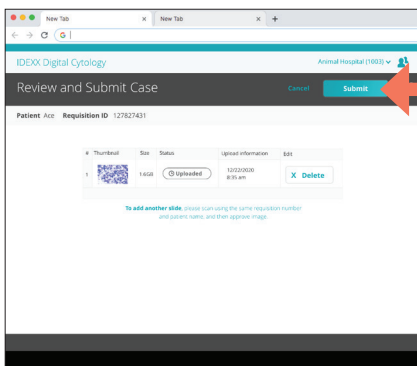 New Tab New Tab
G
IDEXX Digital Cytology Animal Hospital (1003)
Review and Submit Case Cancel Submit
Patient Ace Requisition ID 127827431
# Thumbnail Size Status Upload information Edit
1 1.6GB Uploaded 12/22/2020 8:35 am X Delete
To add another slide, please scan using the same requisition number
and patient name, and then approve image.